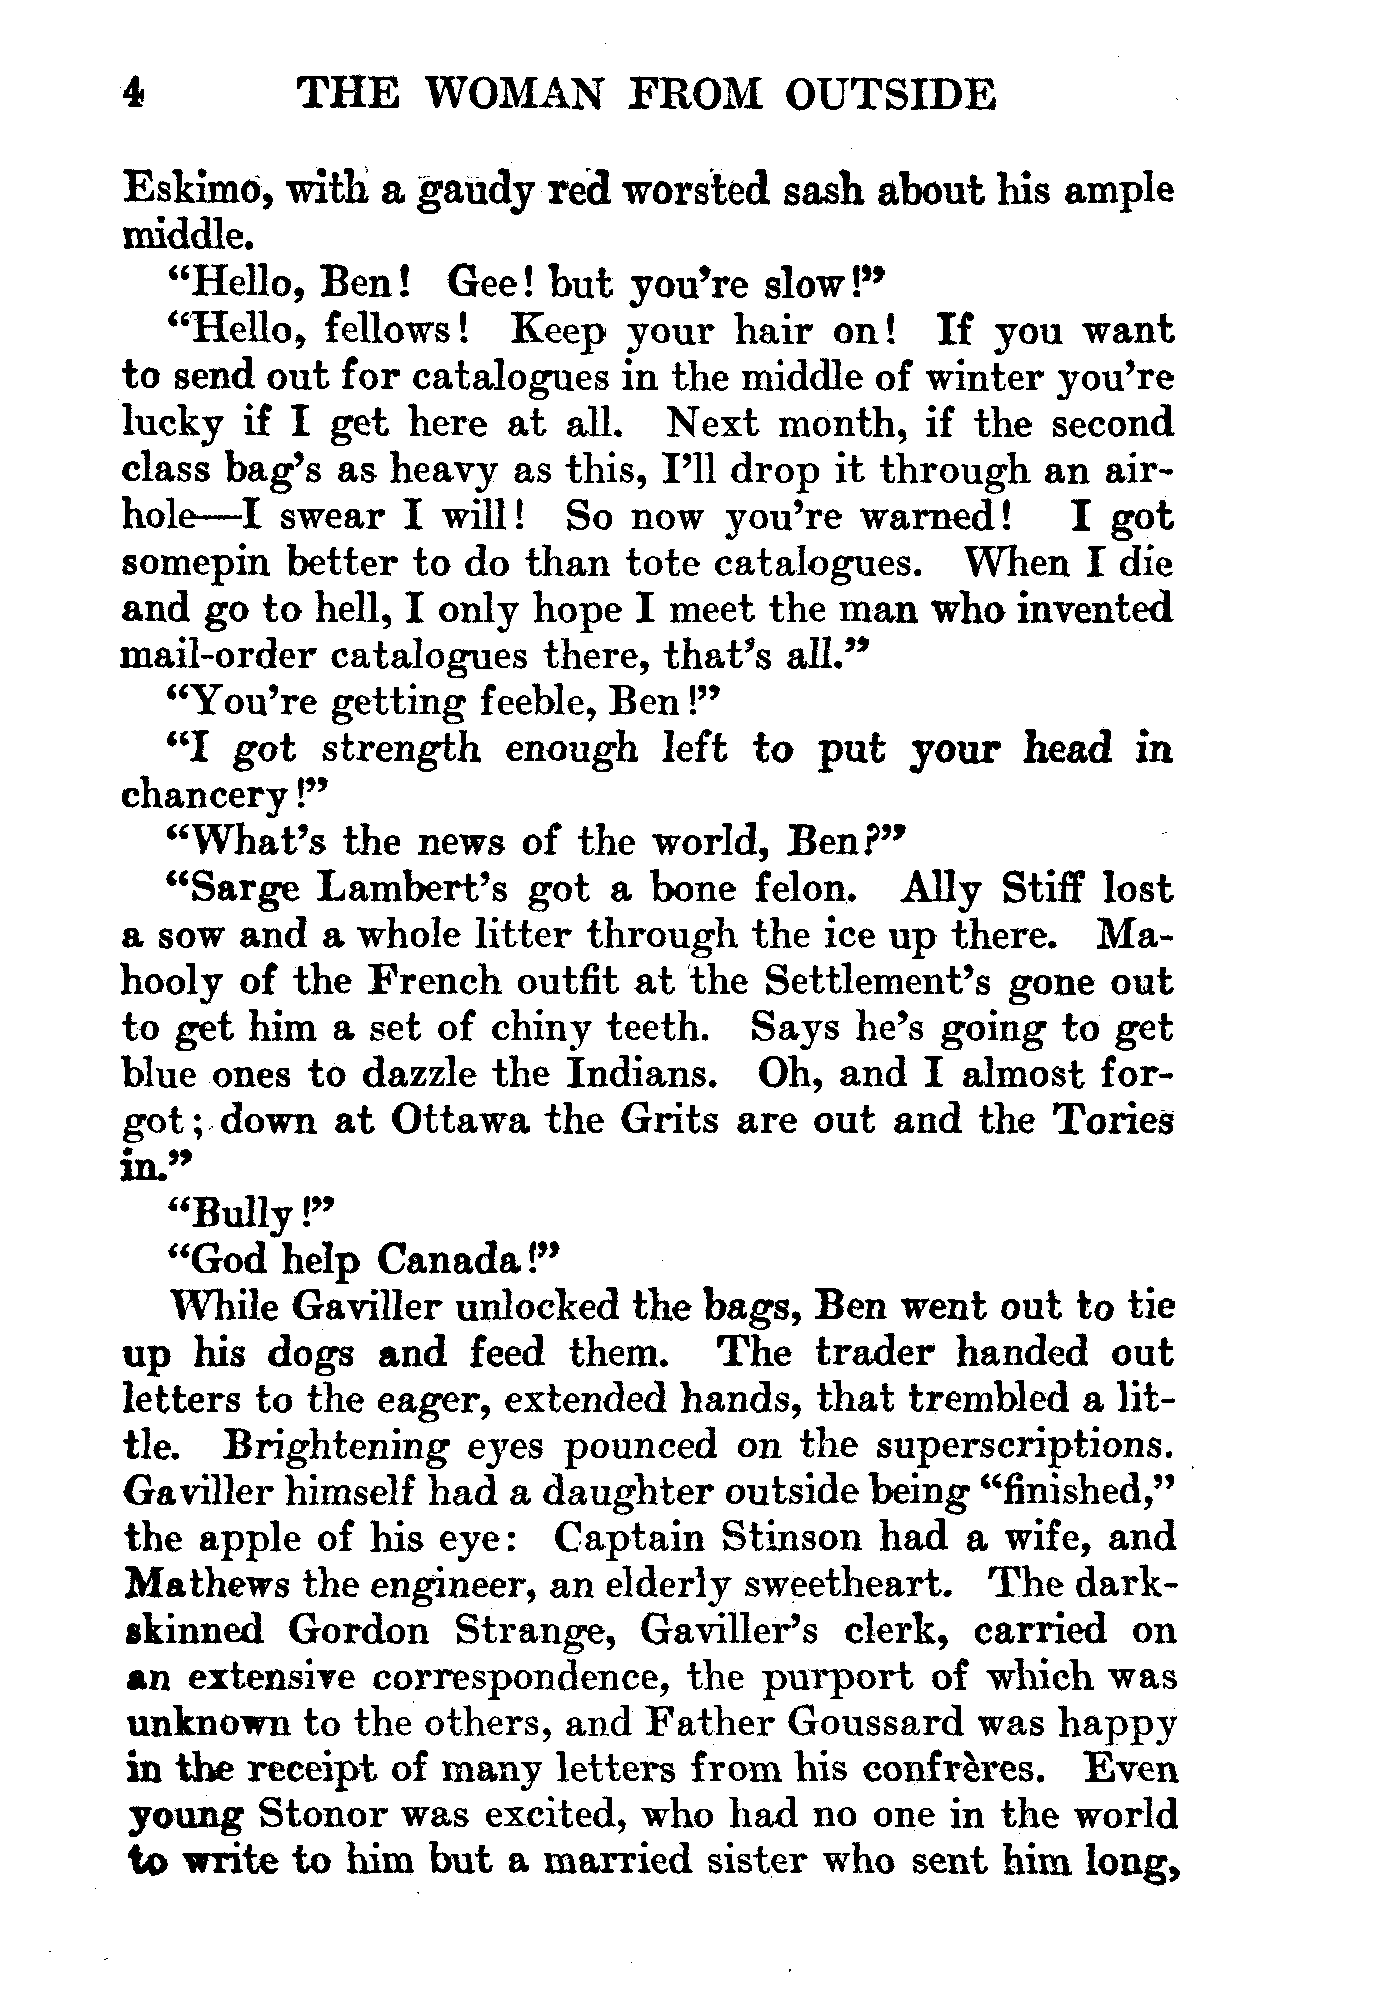 4 THE WOMAN FROM OUTSIDE
Eskimo, with a gaudy red worsted sash about his ample
middle.
“Hello, Ben! Gee! but you’re slow!”
“Hello, fellows! Keep your hair on! If you want
to send out for catalogues in the middle of winter you’re
lucky if I get here at all. Next month, if the second
class bag’s as heavy as this, I’ll drop it through an air-
hole—I swear I will! So now you’re warned! I got
somepin better to do than tote catalogues. When I die
and go to hell, I only hope I meet the man who invented
mail-order catalogues there, that’s all.”
“You’re getting feeble, Ben!”
“I got strength enough left to put your head in
chancery!”
“What’s the news of the world, Ben?”
“Sarge Lambert’s got a bone felon. Ally Stiff lost
a sow and a whole litter through the ice up there. Ma-
hooly of the French outfit at the Settlement’s gone out
to get him a set of chiny teeth. Says he’s going to get
blue ones to dazzle the Indians. Oh, and I almost for-
got; down at Ottawa the Grits are out and the Tories
in.”
“Bully!”
“God help Canada!”
While Gaviller unlocked the bags, Ben went out to tie
up his dogs and feed them. The trader handed out
letters to the eager, extended hands, that trembled a lit-
tle. Brightening eyes pounced on the superscriptions.
Gaviller himself had a daughter outside being “finished,”
the apple of his eye: Captain Stinson had a wife, and
Mathews the engineer, an elderly sweetheart. The dark-
skinned Gordon Strange, Gaviller’s clerk, carried on
an extensive correspondence, the purport of which was
unknown to the others, and Father Goussard was happy
in the receipt of many letters from his confrères. Even
young Stonor was excited, who had no one in the world
to write to him but a married sister who sent him long,